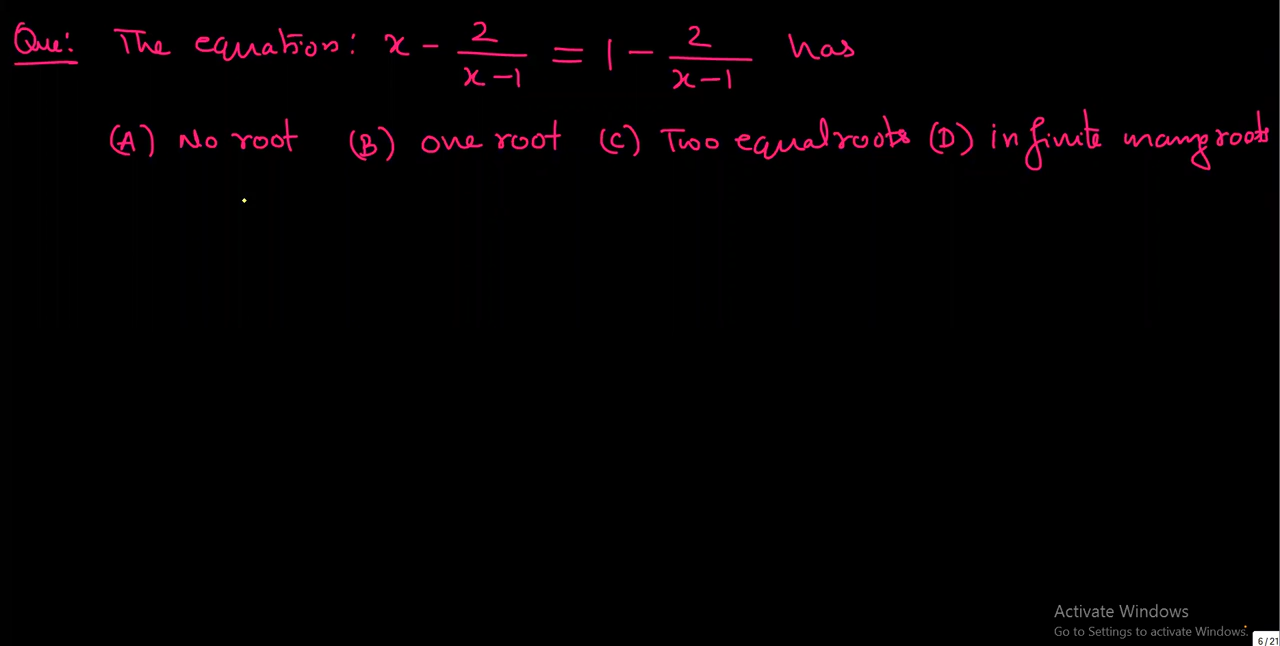 Que: The equation: x - 2/(x-1) = 1 - 2/(x-1) has
(A) No root (B) one root (C) Two equal roots (D) infinite many roots
Activate Windows
Go to Settings to activate Windows.
6/21